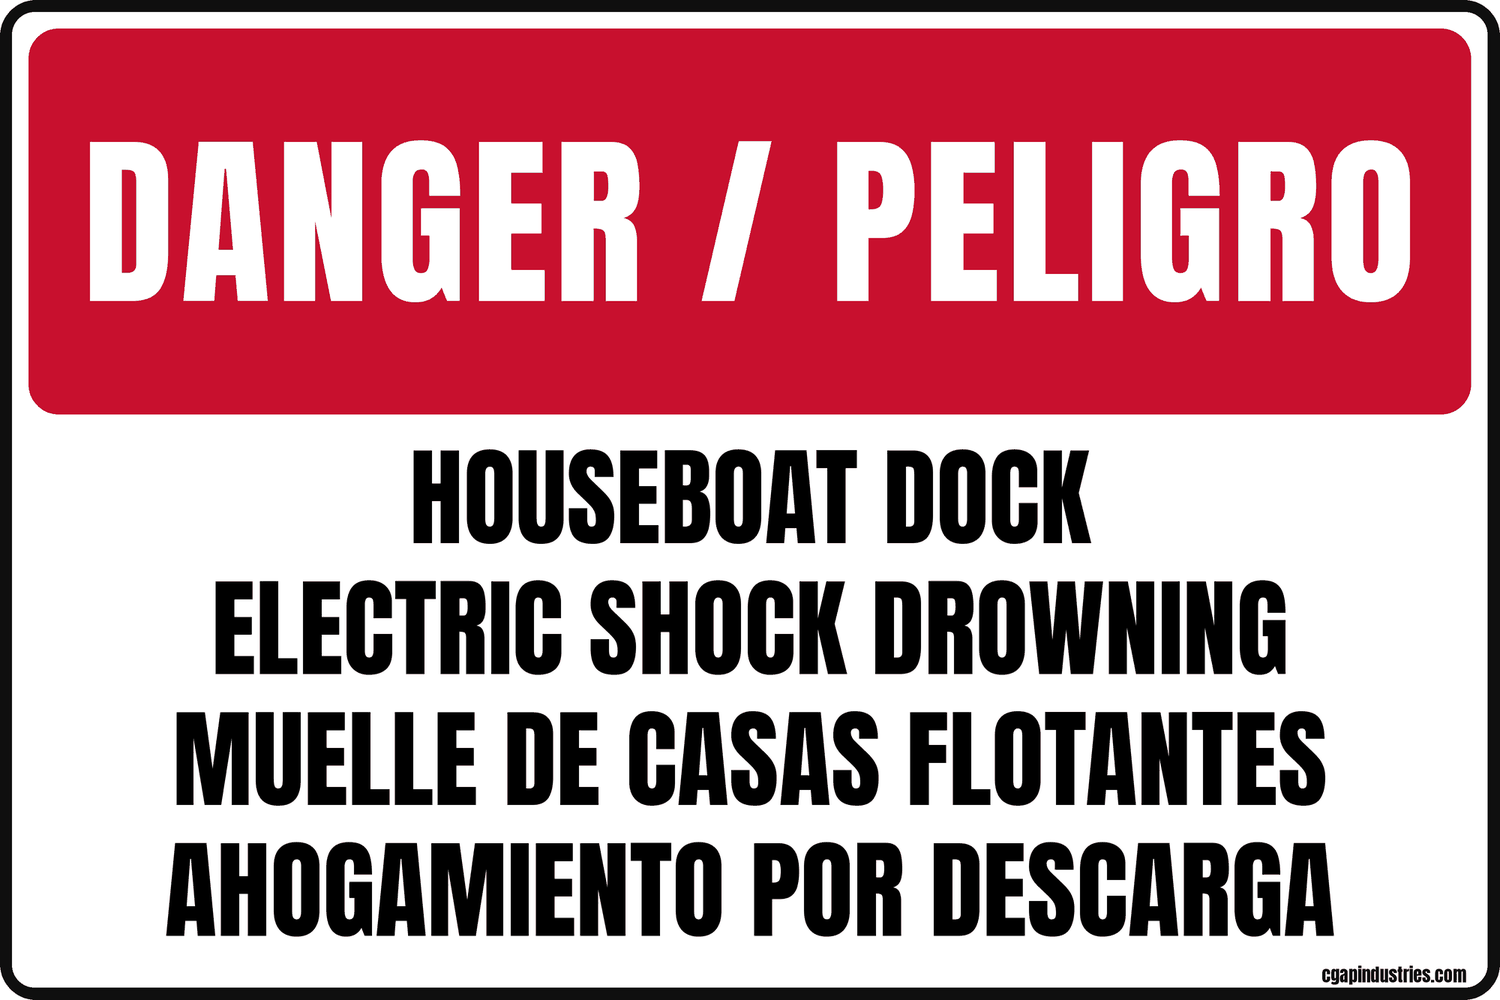 DANGER / PELIGRO
HOUSEBOAT DOCK
ELECTRIC SHOCK DROWNING
MUELLE DE CASAS FLOTANTES
AHOGAMIENTO POR DESCARGA
cgapindustries.com